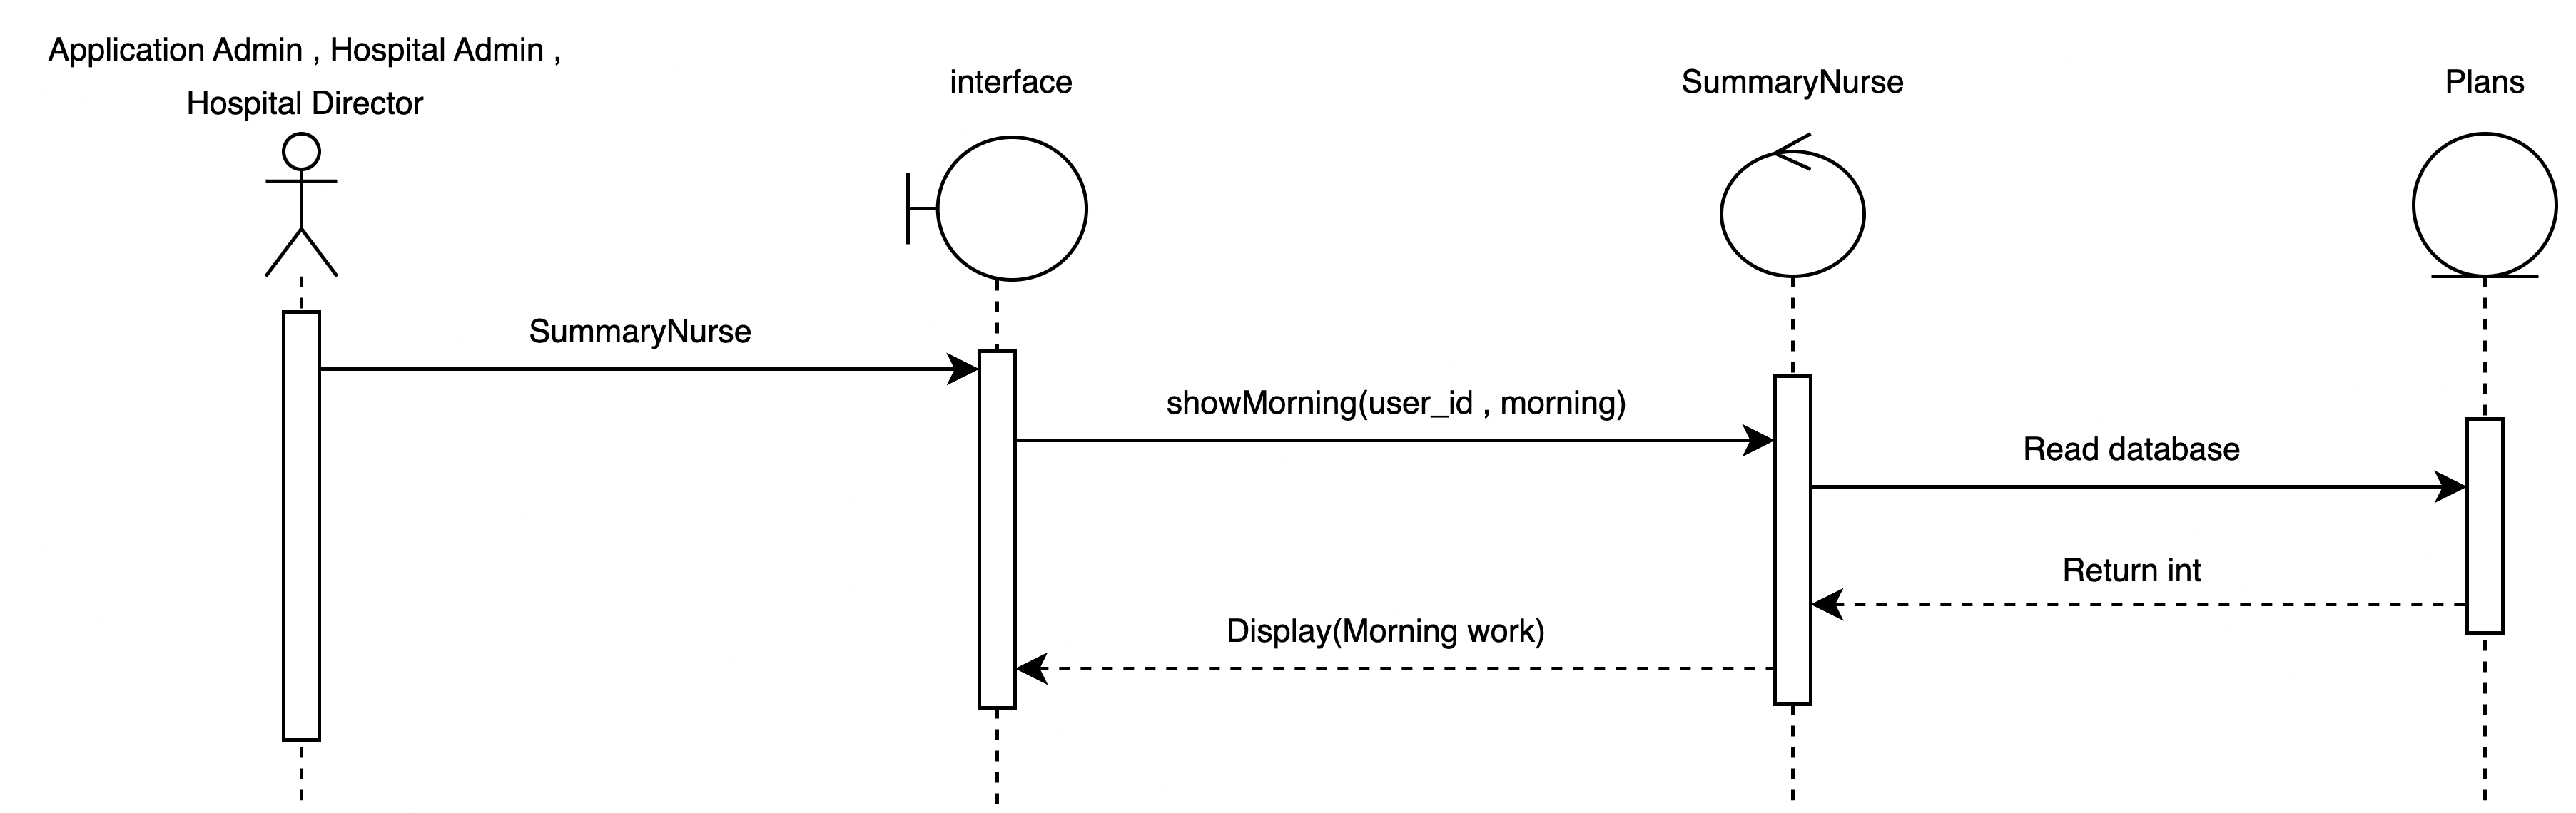 Application Admin , Hospital Admin ,
Hospital Director
interface
SummaryNurse
Plans
SummaryNurse
showMorning(user_id , morning)
Read database
Return int
Display(Morning work)